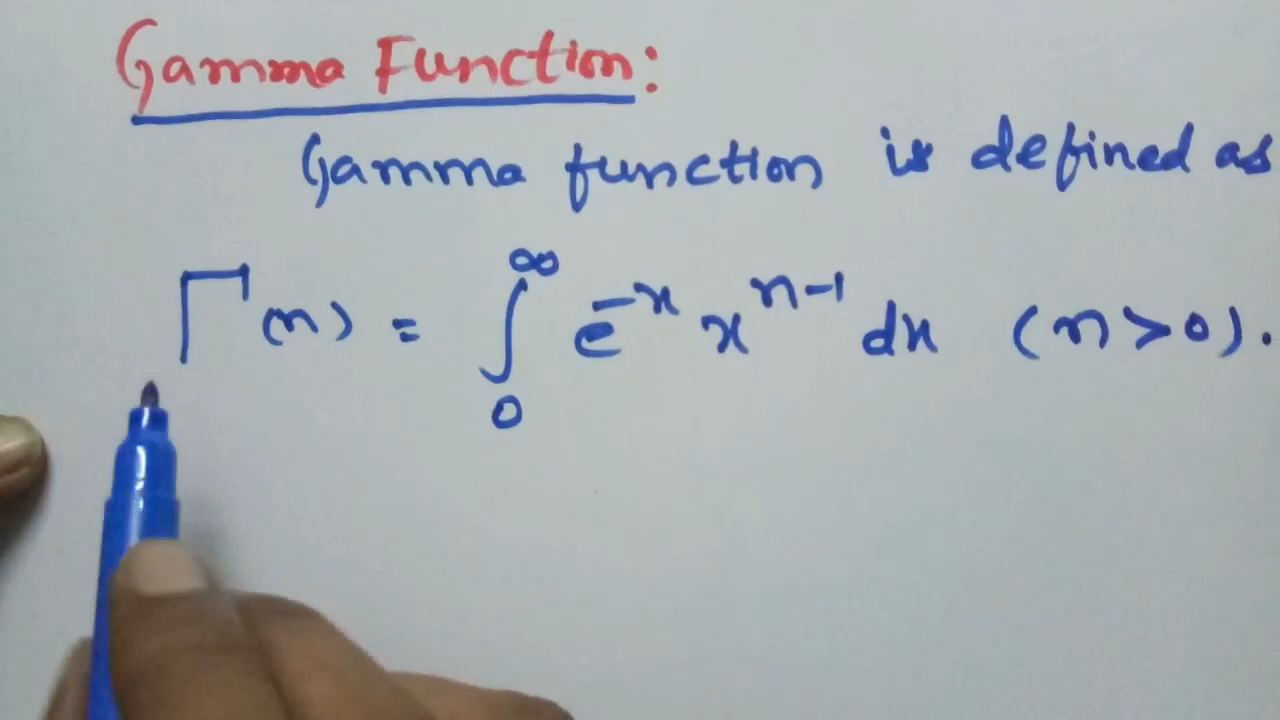 Gamma Function:
Gamma function is defined as
Γ(n) = ∫₀^∞ e^{-x} x^{n-1} dx (n>0).